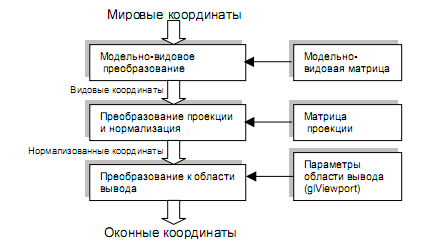 Мировые координаты
Модельно-видовое
преобразование
Модельно-
видовая матрица
Видовые координаты
Преобразование проекции
и нормализация
Матрица
проекции
Нормализованные координаты
Преобразование к области
вывода
Параметры
области вывода
(glViewport)
Оконные координаты